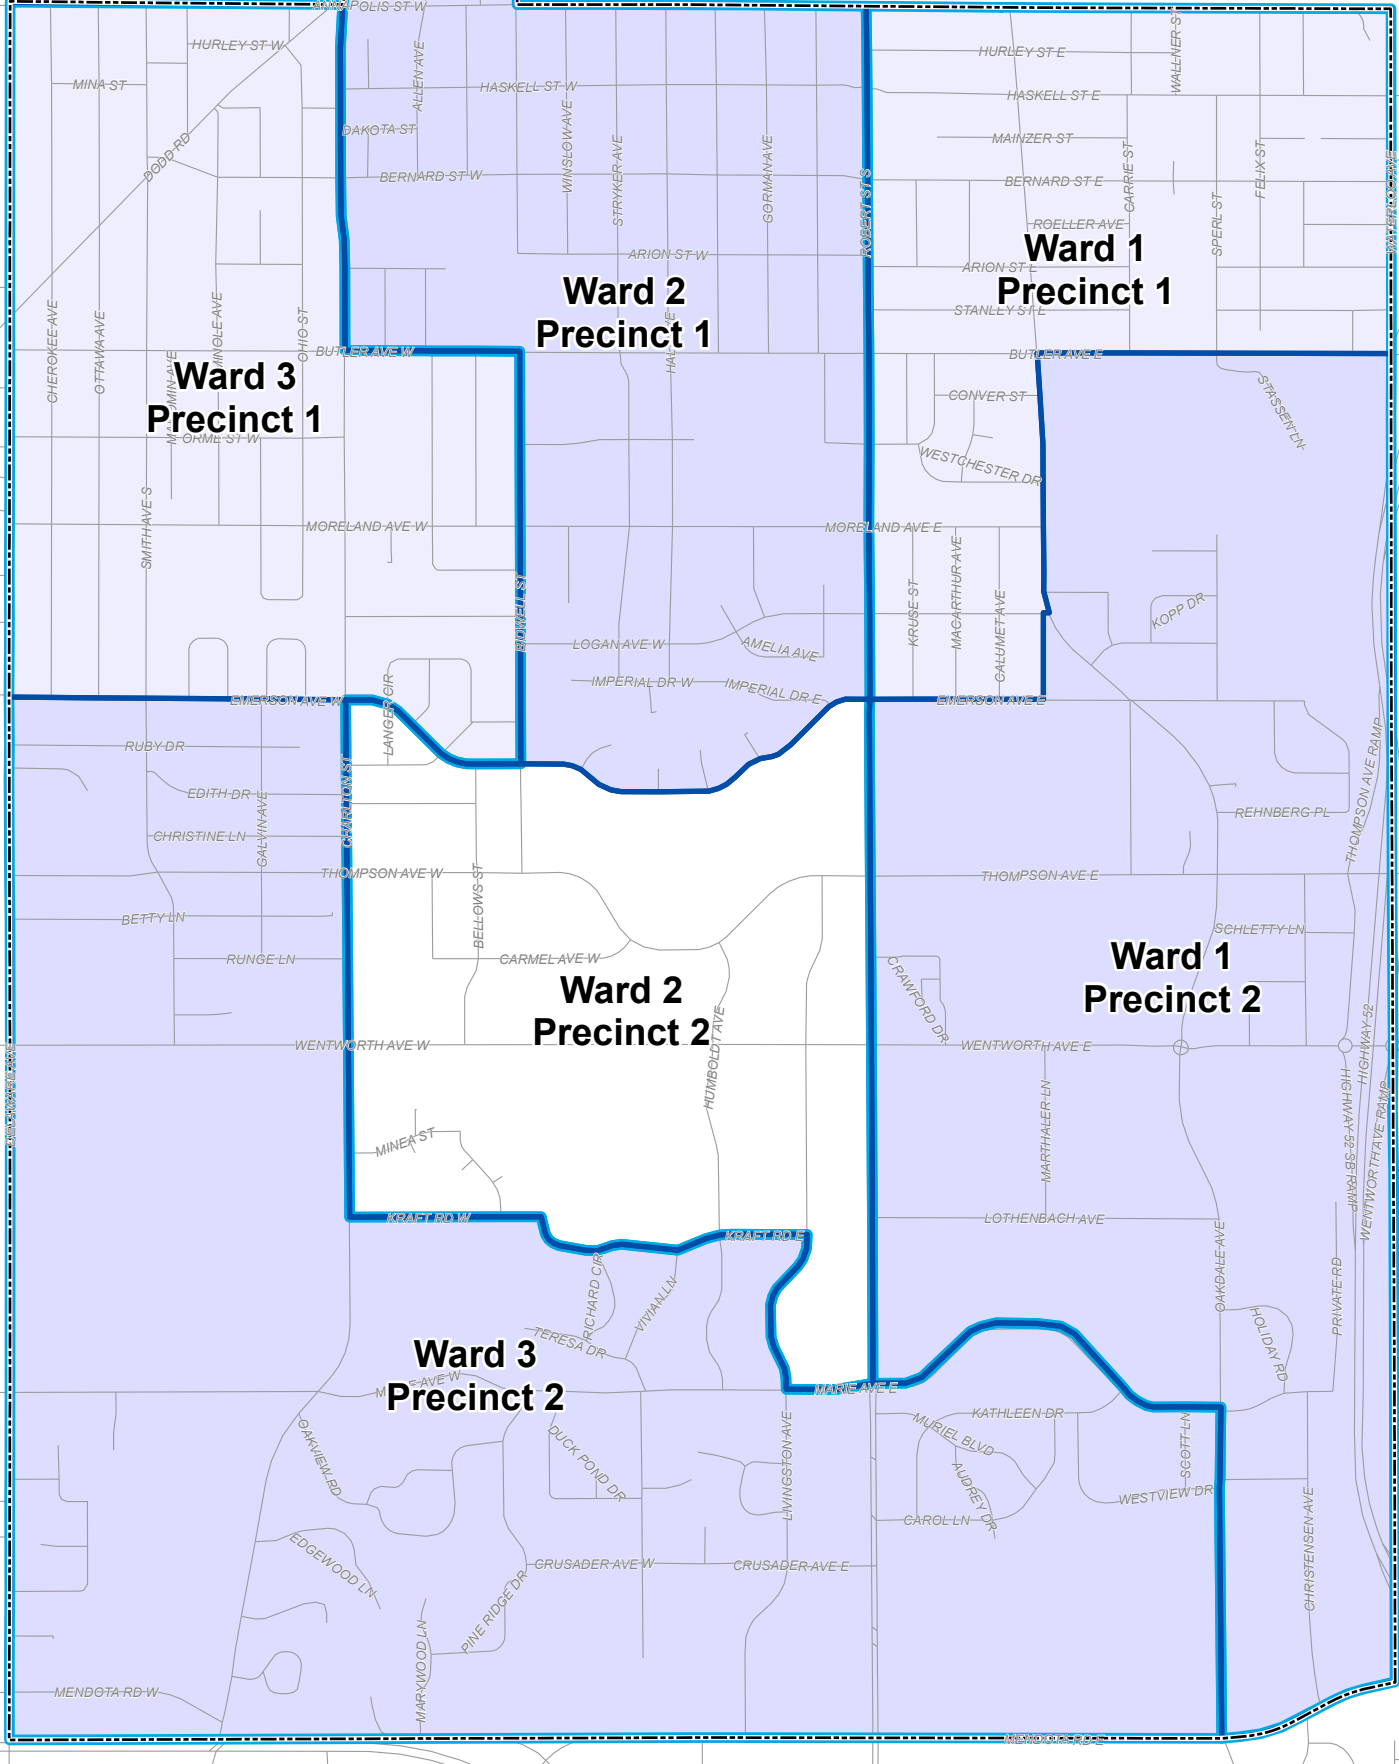 ANNAPOLIS ST W
HURLEY ST W
HURLEY ST E
WALLNER ST
MINA ST
ALLEN AVE
HASKELL ST W
HASKELL ST E
DAKOTA ST
WINSLOW AVE
STRYKER AVE
GORMAN AVE
MAINZER ST
DODD RD
BERNARD ST W
BERNARD ST E
CARRIE ST
FELIX ST
ROBERT ST S
SPERL ST
ROELLER AVE
ARION ST W
ARION ST E
Ward 1
Precinct 1
STANLEY ST E
Ward 2
Precinct 1
CHEROKEE AVE
OTTAWA AVE
OHIO ST
BUTLER AVE W
BUTLER AVE E
Ward 3
Precinct 1
ORME ST W
CONVER ST
STASSEN LN
WESTCHESTER DR
SMITH AVE S
MORELAND AVE W
MORELAND AVE E
BIDWELL ST
KRUSE ST
MACARTHUR AVE
CALUMET AVE
KOPP DR
LOGAN AVE W
AMELIA AVE
IMPERIAL DR W
IMPERIAL DR E
EMERSON AVE W
EMERSON AVE E
LANGER CIR
RUBY DR
CHARLTON ST
EDITH DR
GALVIN AVE
CHRISTINE LN
REHNBERG PL
THOMPSON AVE RAMP
THOMPSON AVE W
THOMPSON AVE E
BELLOWS ST
BETTY LN
SCHLETTY LN
RUNGE LN
CARMEL AVE W
CRAWFORD DR
Ward 2
Precinct 2
Ward 1
Precinct 2
HUMBOLDT AVE
WENTWORTH AVE W
WENTWORTH AVE E
HIGHWAY 52
DELAWARE AVE
MARTHALER LN
HIGHWAY 52 SB RAMP
WENTWORTH AVE RAMP
MINEA ST
KRAFT RD W
KRAFT RD E
LOTHENBACH AVE
OAKDALE AVE
PRIVATE RD
RICHARD CIR
VIVIAN LN
TERESA DR
HOLIDAY RD
Ward 3
Precinct 2
MARIE AVE E
OAKVIEW RD
DUCK POND DR
LIVINGSTON AVE
MURIEL BLVD
KATHLEEN DR
SCOTT LN
AUDREY DR
WESTVIEW DR
CAROL LN
CHRISTENSEN AVE
EDGEWOOD LN
CRUSADER AVE W
CRUSADER AVE E
PINE RIDGE DR
MARYWOOD LN
MENDOTA RD W
MENDOTA RD E